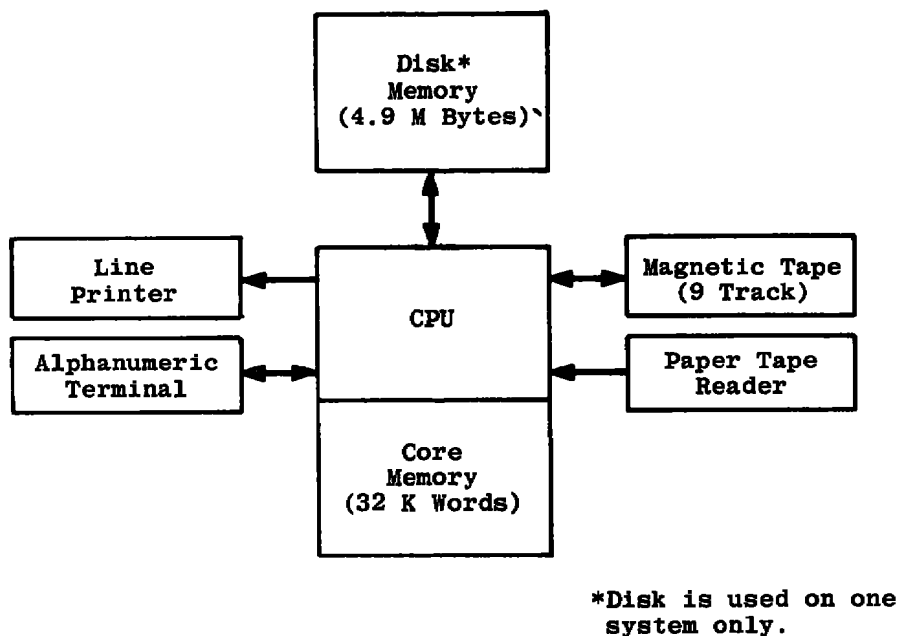 Disk*
Memory
(4.9 M Bytes)
Line
Printer
CPU
Magnetic Tape
(9 Track)
Alphanumeric
Terminal
Paper Tape
Reader
Core
Memory
(32 K Words)
*Disk is used on one
system only.